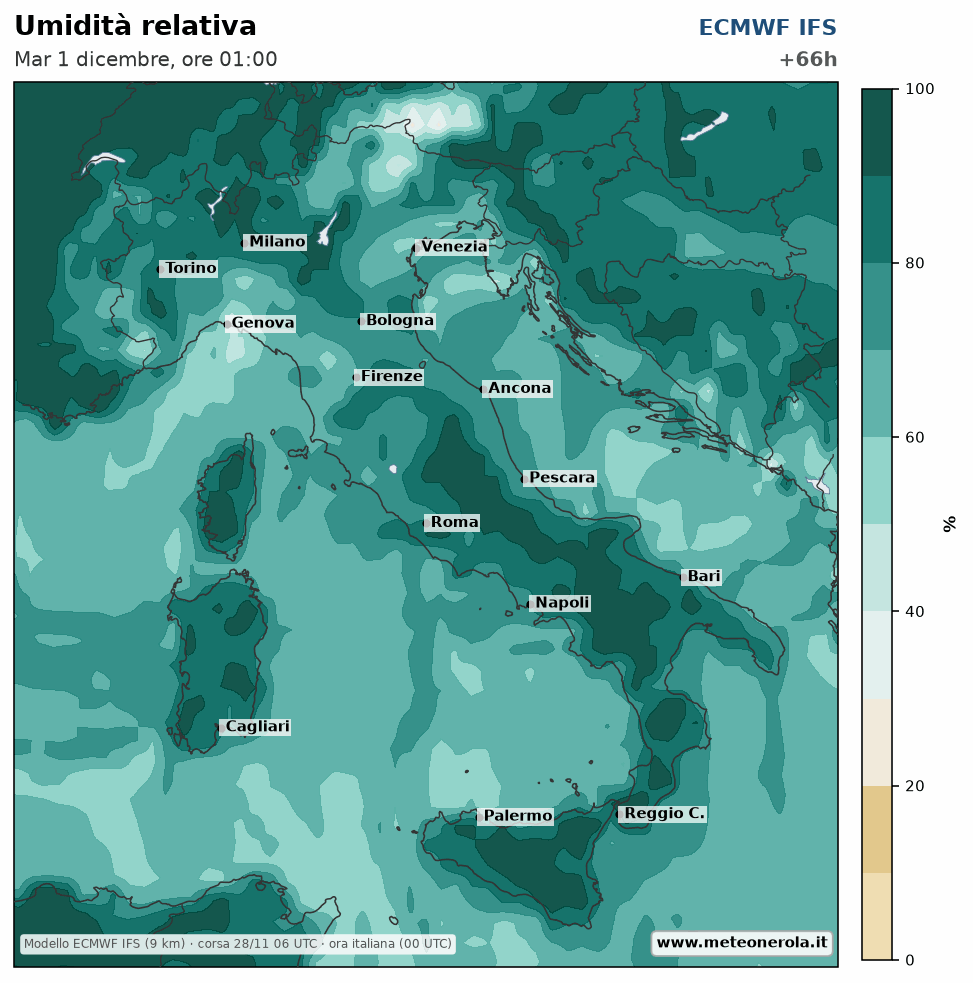 Umidità relativa
ECMWF IFS
Mar 1 dicembre, ore 01:00
+66h
100
80
60
40
20
0
%
Milano
Venezia
Torino
Genova
Bologna
Firenze
Ancona
Pescara
Roma
Bari
Napoli
Cagliari
Palermo
Reggio C.
Modello ECMWF IFS (9 km) · corsa 28/11 06 UTC · ora italiana (00 UTC)
www.meteonerola.it